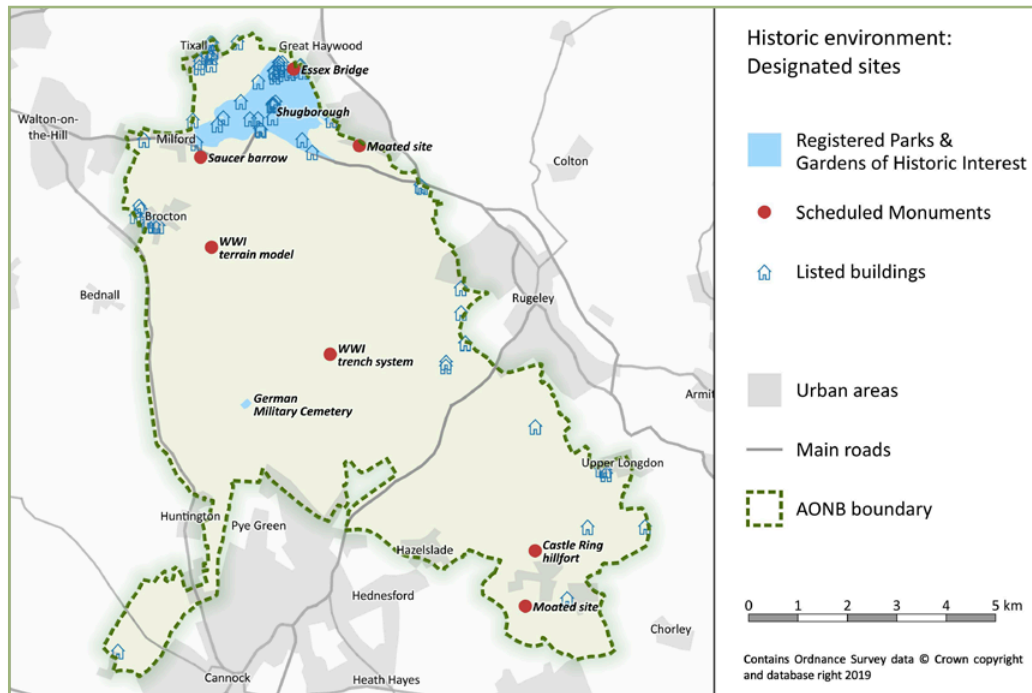 Tixall
Great Haywood
Essex Bridge
Walton-on-
the-Hill
Shugborough
Milford
Moated site
Saucer barrow
Colton
Brocton
WWI
terrain model
Bednall
Rugeley
WWI
trench system
German
Military Cemetery
Armit
Upper Longdon
Huntington
Pye Green
Hazelslade
Castle Ring
hillfort
Hednesford
Moated site
Chorley
Cannock
Heath Hayes
Historic environment:
Designated sites
Registered Parks &
Gardens of Historic Interest
Scheduled Monuments
Listed buildings
Urban areas
Main roads
AONB boundary
0 1 2 3 4 5 km
Contains Ordnance Survey data © Crown copyright
and database right 2019